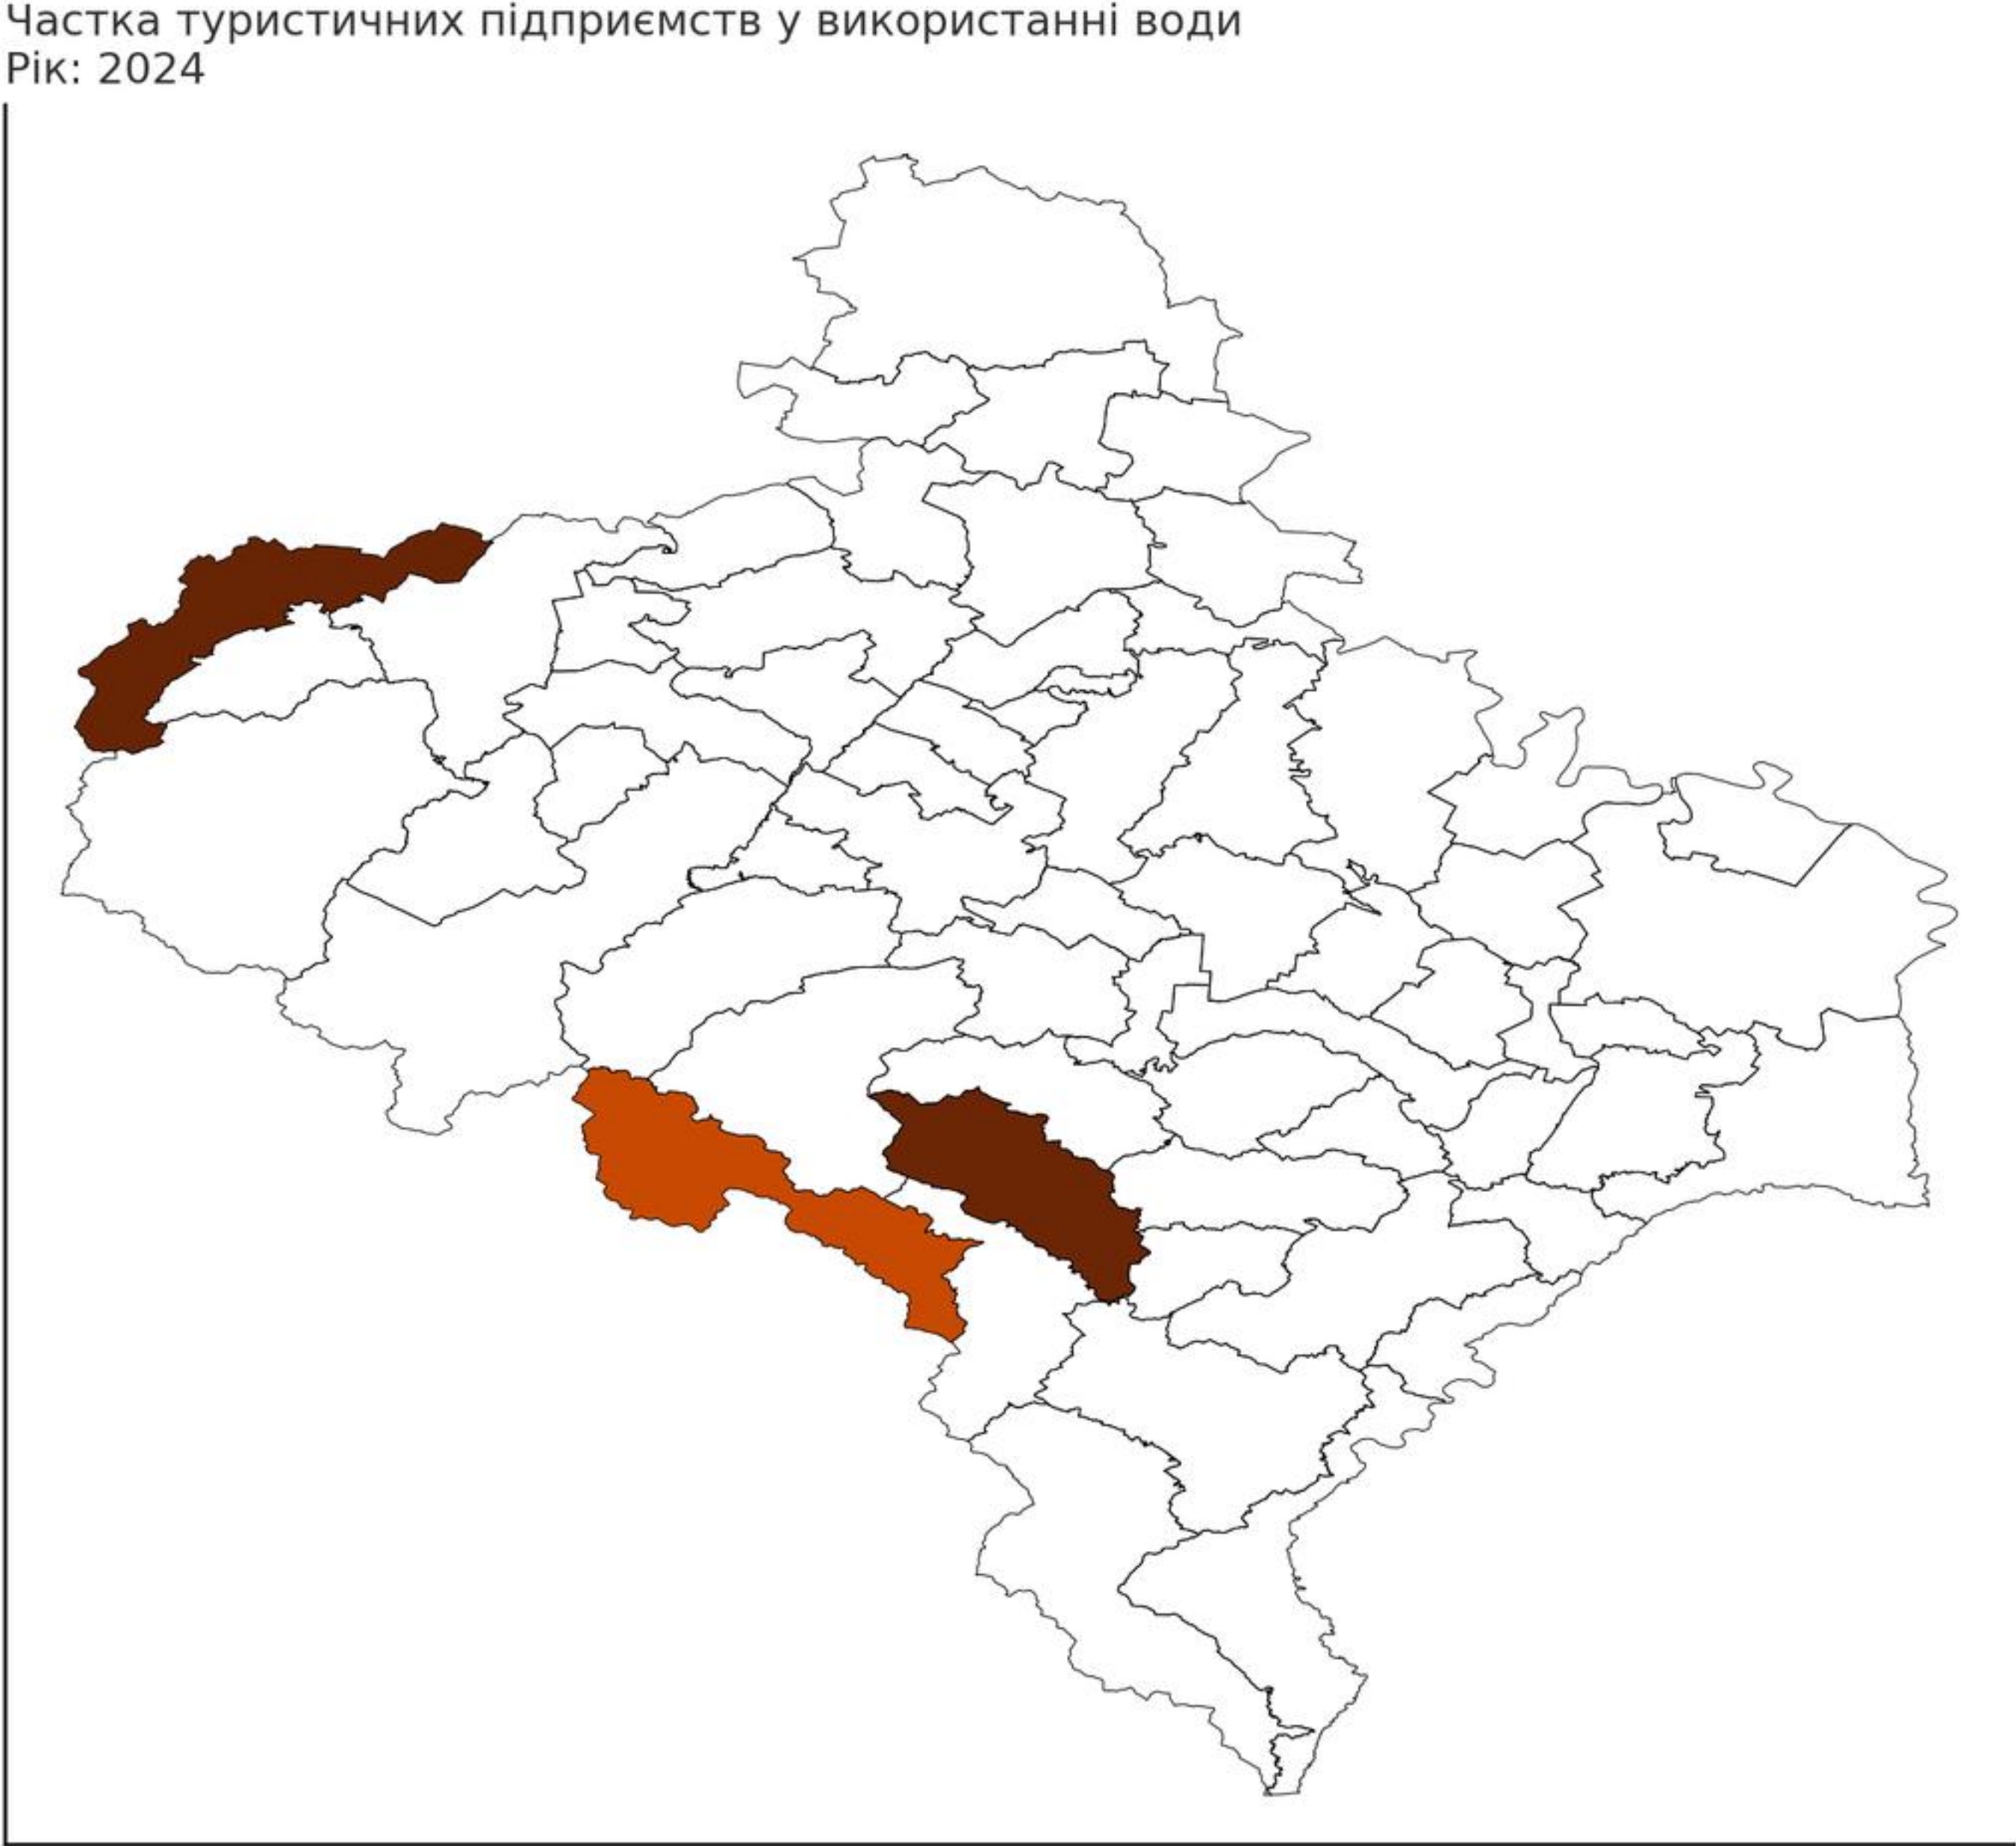 Частка туристичних підприємств у використанні води
Рік: 2024